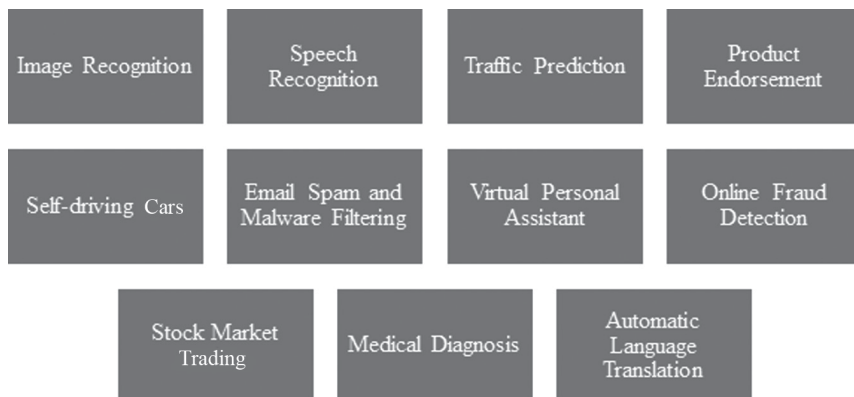 Image Recognition
Speech
Recognition
Traffic Prediction
Product
Endorsement
Self-driving Cars
Email Spam and
Malware Filtering
Virtual Personal
Assistant
Online Fraud
Detection
Stock Market
Trading
Medical Diagnosis
Automatic
Language
Translation